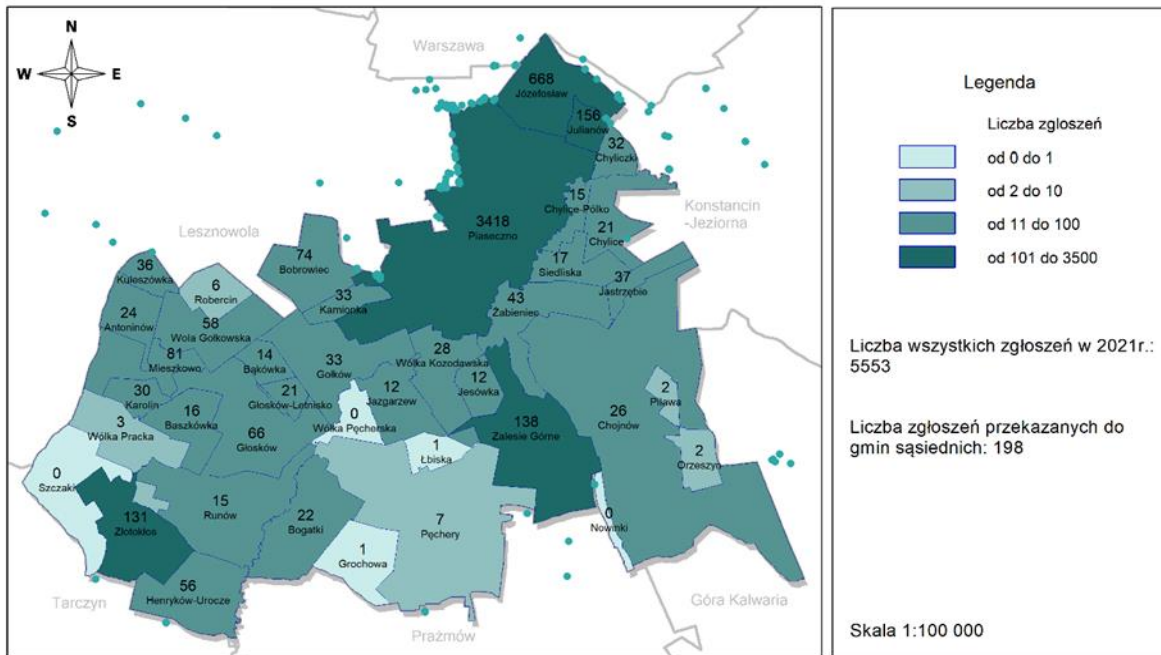 N
W E
S
Warszawa
668
Józefosław
156
Julianów
32
Chyliczki
15
Chylice-Pólko
Konstancin
-Jeziorna
3418
Piaseczno
21
Chylice
Lesznowola
74
Bobrowiec
17
Siedliska
36
Kuleszówka
6
Robercin
37
Jastrzębie
33
Kamionka
43
Żabieniec
24
Antoninów
58
Wola Gołkowska
28
Wólka Kozodawska
81
Mieszkowo
14
Bąkówka
33
Gołków
12
Jazgarzew
12
Jesówka
30
Karolin
21
Głosków-Letnisko
2
Pilawa
16
Baszkówka
0
Wólka Pęcherska
26
Chojnów
3
Wólka Pracka
66
Głosków
138
Zalesie Górne
1
Łbiska
2
Orzeszyn
0
Szczaki
131
Złotokłos
15
Runów
22
Bogatki
7
Pęchery
0
Nowinki
1
Grochowa
56
Henryków-Urocze
Tarczyn
Prażmów
Góra Kalwaria
Legenda
Liczba zgłoszeń
od 0 do 1
od 2 do 10
od 11 do 100
od 101 do 3500
Liczba wszystkich zgłoszeń w 2021r.:
5553
Liczba zgłoszeń przekazanych do
gmin sąsiednich: 198
Skala 1:100 000